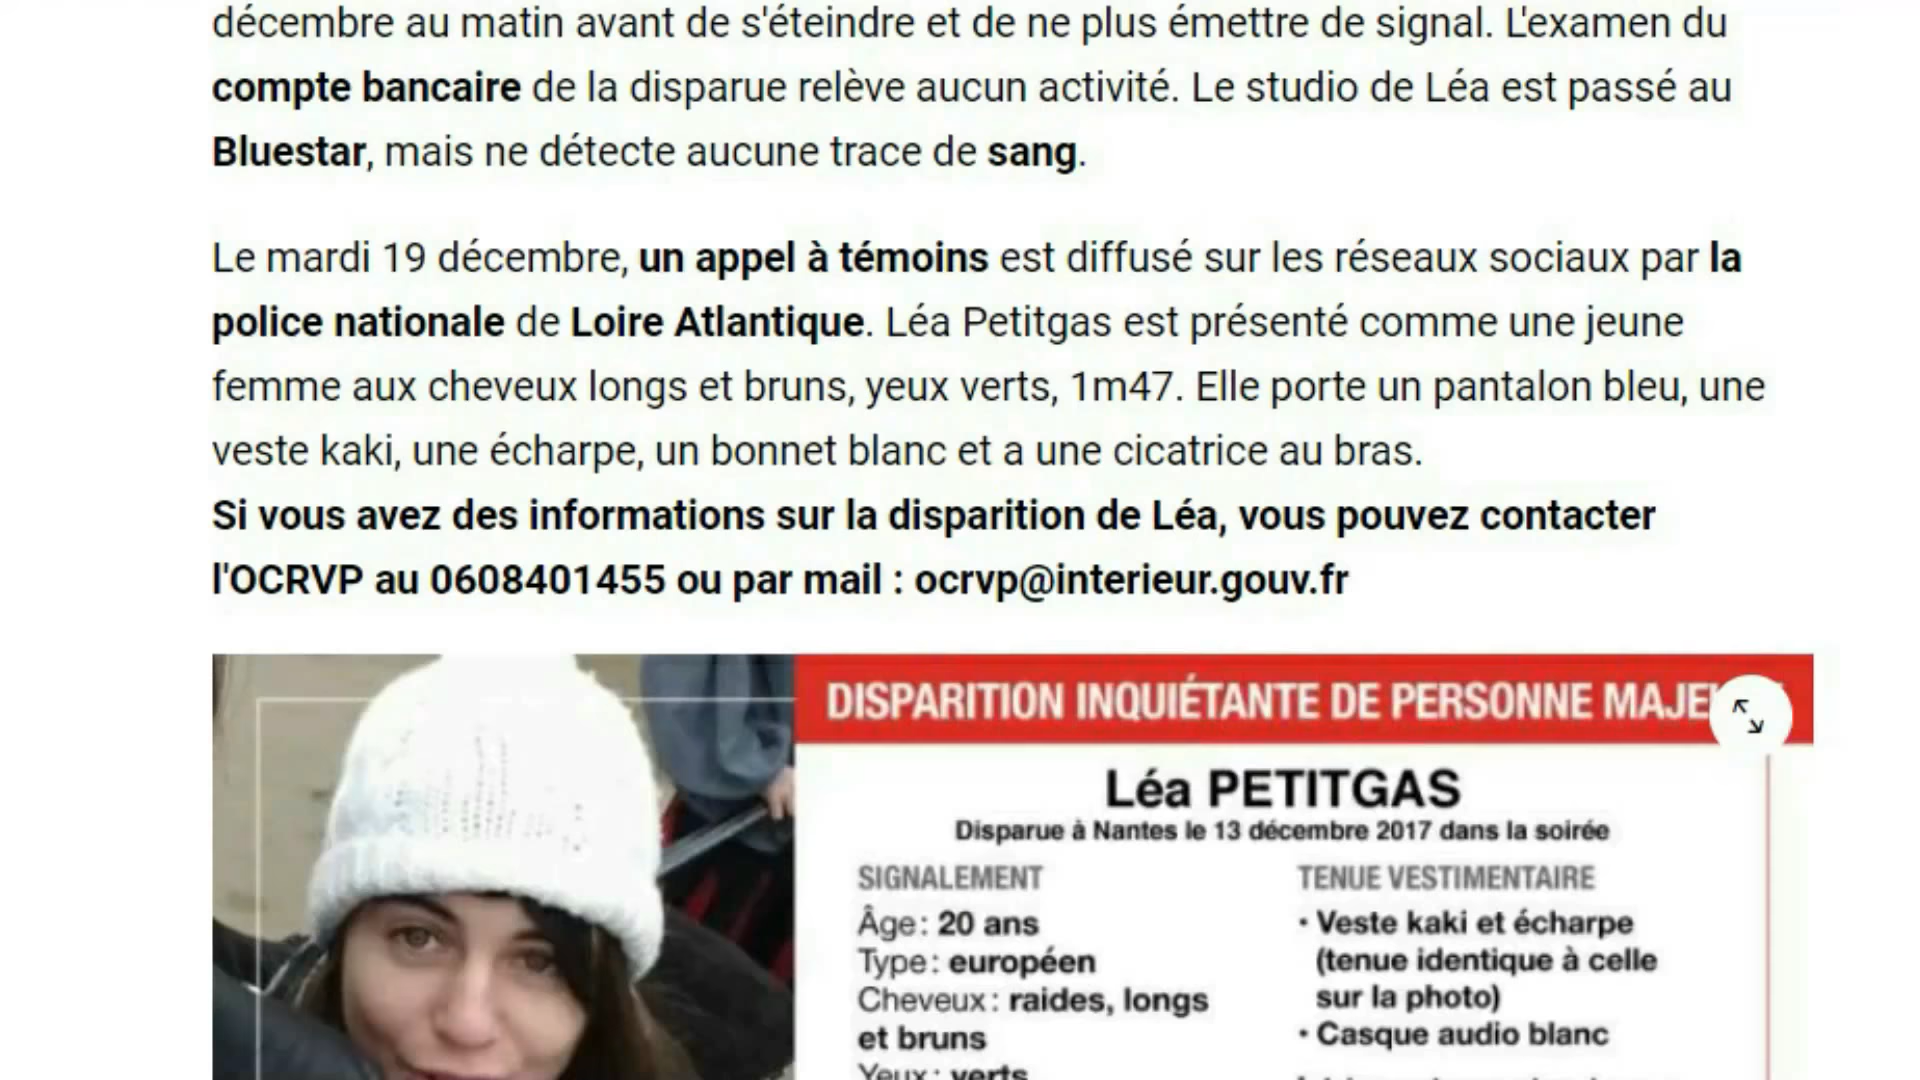 décembre au matin avant de s'éteindre et de ne plus émettre de signal. L'examen du
compte bancaire de la disparue relève aucun activité. Le studio de Léa est passé au
Bluestar, mais ne détecte aucune trace de sang.
Le mardi 19 décembre, un appel à témoins est diffusé sur les réseaux sociaux par la
police nationale de Loire Atlantique. Léa Petitgas est présenté comme une jeune
femme aux cheveux longs et bruns, yeux verts, 1m47. Elle porte un pantalon bleu, une
veste kaki, une écharpe, un bonnet blanc et a une cicatrice au bras.
Si vous avez des informations sur la disparition de Léa, vous pouvez contacter
l'OCRVP au 0608401455 ou par mail : ocrvp@interieur.gouv.fr
DISPARITION INQUIÉTANTE DE PERSONNE
Léa PETITGAS
Disparue à Nantes le 13 décembre 2017 dans la soirée
SIGNALEMENT
Âge : 20 ans
Type : européen
Cheveux : raides, longs
et bruns
Yeux : verts
TENUE VESTIMENTAIRE
• Veste kaki et écharpe
(tenue identique à celle
sur la photo)
• Casque audio blanc